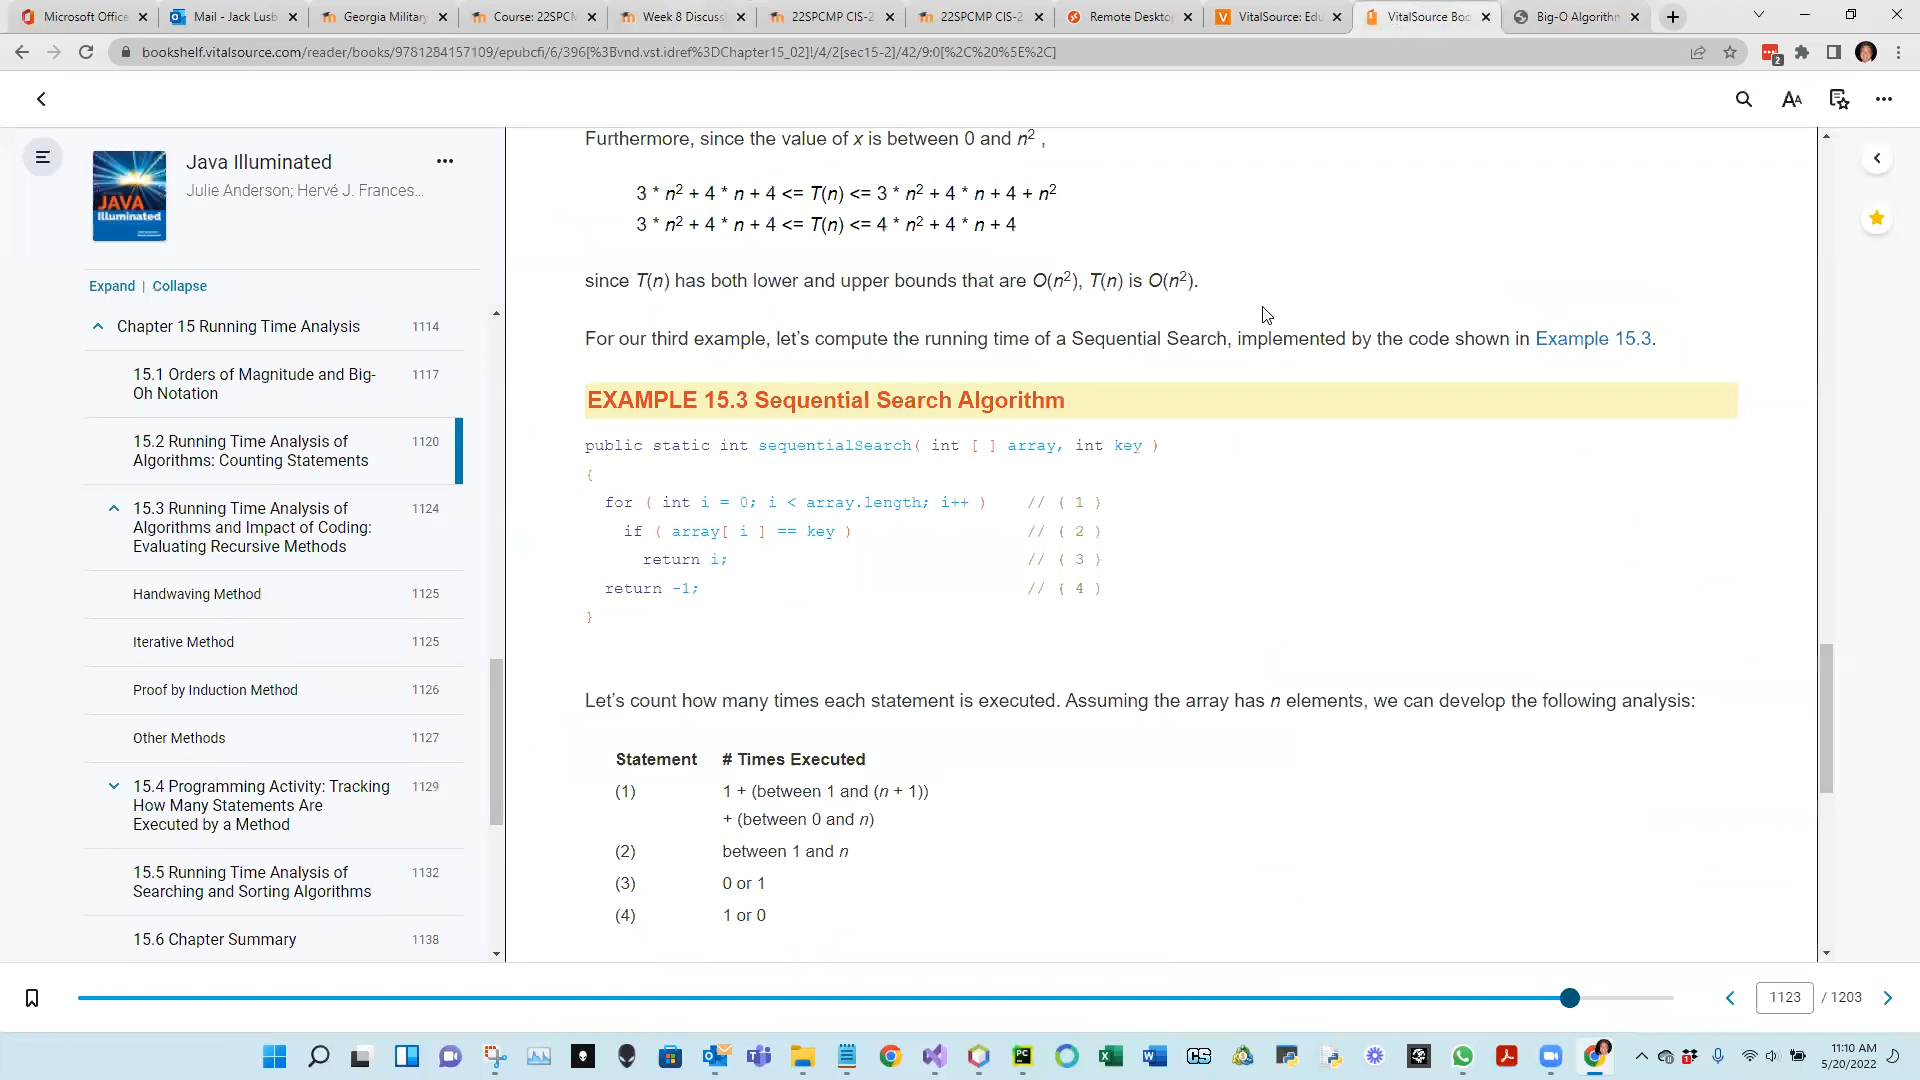 Microsoft Office
Mail - Jack Lusb
Georgia Military
Course: 22SPCM
Week 8 Discuss
22SPCMP CIS-2
22SPCMP CIS-2
Remote Deskto
VitalSource: Edu
VitalSource Boo
Big-O Algorithm
bookshelf.vitalsource.com/reader/books/9781284157109/epubcfi/6/396[%3Bvnd.vst.idref%3DChapter15_02]!/4/2[sec15-2]/42/9:0[%2C%20%5E%2C]
2
Java Illuminated
Julie Anderson; Hervé J. Frances...
JAVA
Illuminated
Expand | Collapse
Chapter 15 Running Time Analysis 1114
15.1 Orders of Magnitude and Big- 1117
Oh Notation
15.2 Running Time Analysis of 1120
Algorithms: Counting Statements
15.3 Running Time Analysis of 1124
Algorithms and Impact of Coding:
Evaluating Recursive Methods
Handwaving Method 1125
Iterative Method 1125
Proof by Induction Method 1126
Other Methods 1127
15.4 Programming Activity: Tracking 1129
How Many Statements Are
Executed by a Method
15.5 Running Time Analysis of 1132
Searching and Sorting Algorithms
15.6 Chapter Summary 1138
Furthermore, since the value of x is between 0 and n2 ,
3 * n2 + 4 * n + 4 <= T(n) <= 3 * n2 + 4 * n + 4 + n2
3 * n2 + 4 * n + 4 <= T(n) <= 4 * n2 + 4 * n + 4
since T(n) has both lower and upper bounds that are O(n2), T(n) is O(n2).
For our third example, let’s compute the running time of a Sequential Search, implemented by the code shown in Example 15.3.
EXAMPLE 15.3 Sequential Search Algorithm
public static int sequentialSearch( int [ ] array, int key )
{
for ( int i = 0; i < array.length; i++ ) // ( 1 )
if ( array[ i ] == key ) // ( 2 )
return i; // ( 3 )
return -1; // ( 4 )
}
Let’s count how many times each statement is executed. Assuming the array has n elements, we can develop the following analysis:
Statement # Times Executed
(1) 1 + (between 1 and (n + 1))
+ (between 0 and n)
(2) between 1 and n
(3) 0 or 1
(4) 1 or 0
1123 / 1203
11:10 AM
5/20/2022